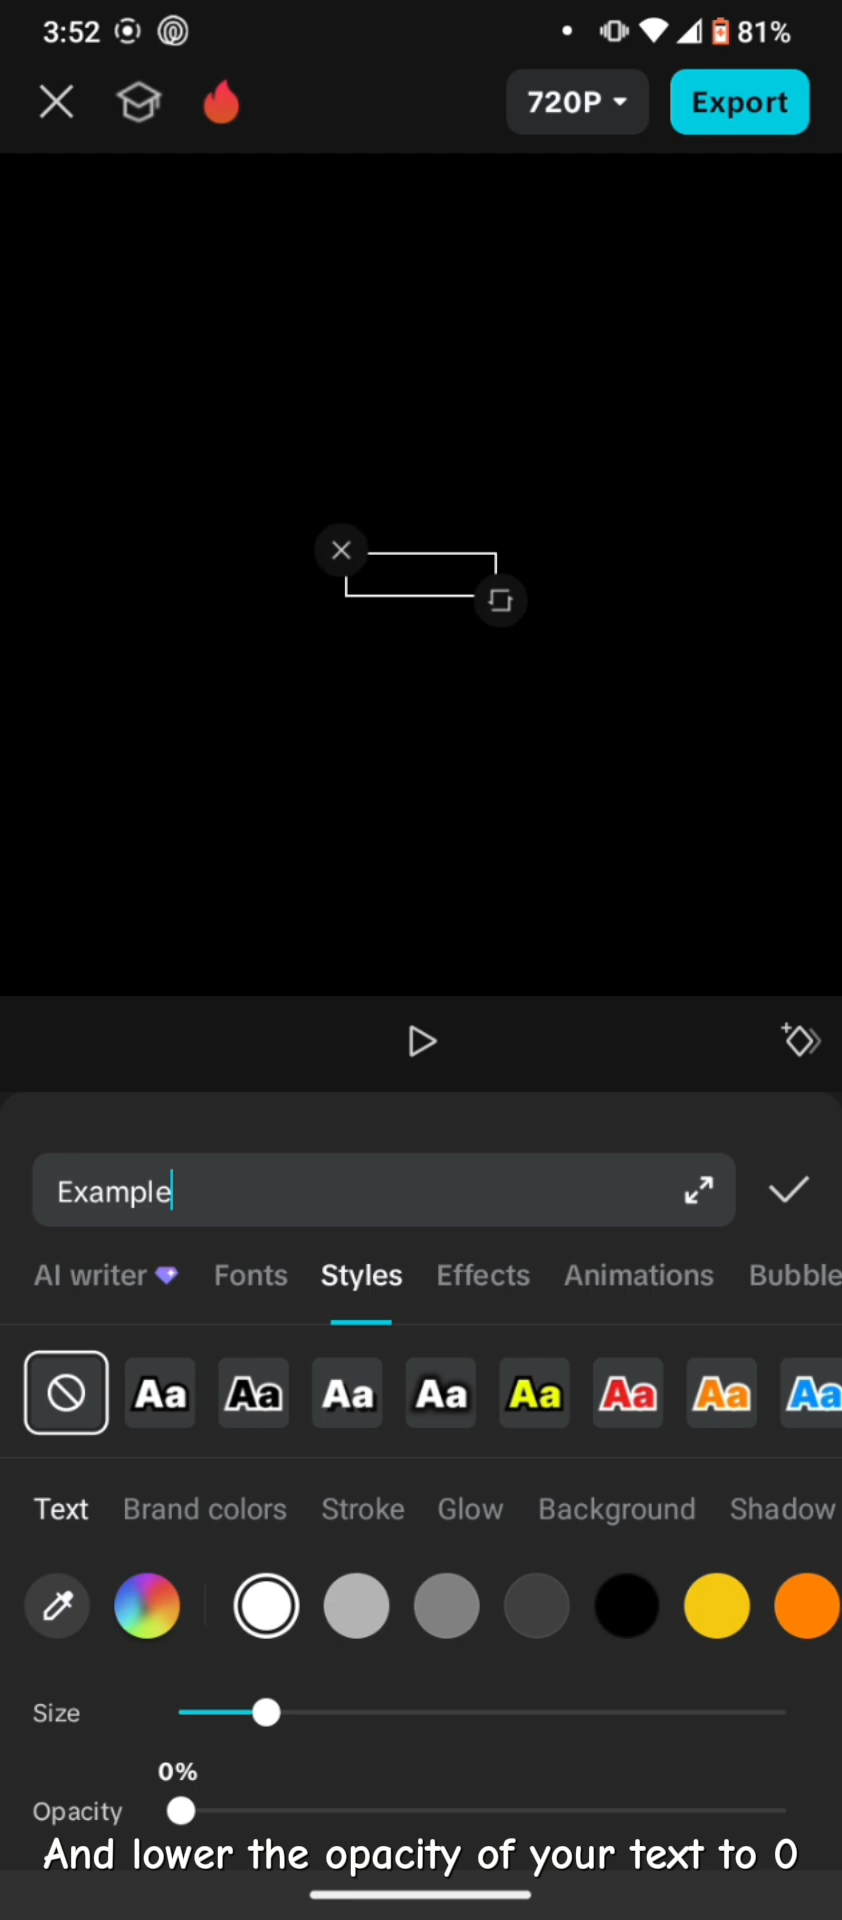 3:52 81%
720P Export
Example
AI writer Fonts Styles Effects Animations Bubble
Aa Aa Aa Aa Aa Aa Aa Aa
Text Brand colors Stroke Glow Background Shadow
Size
0%
Opacity
And lower the opacity of your text to 0